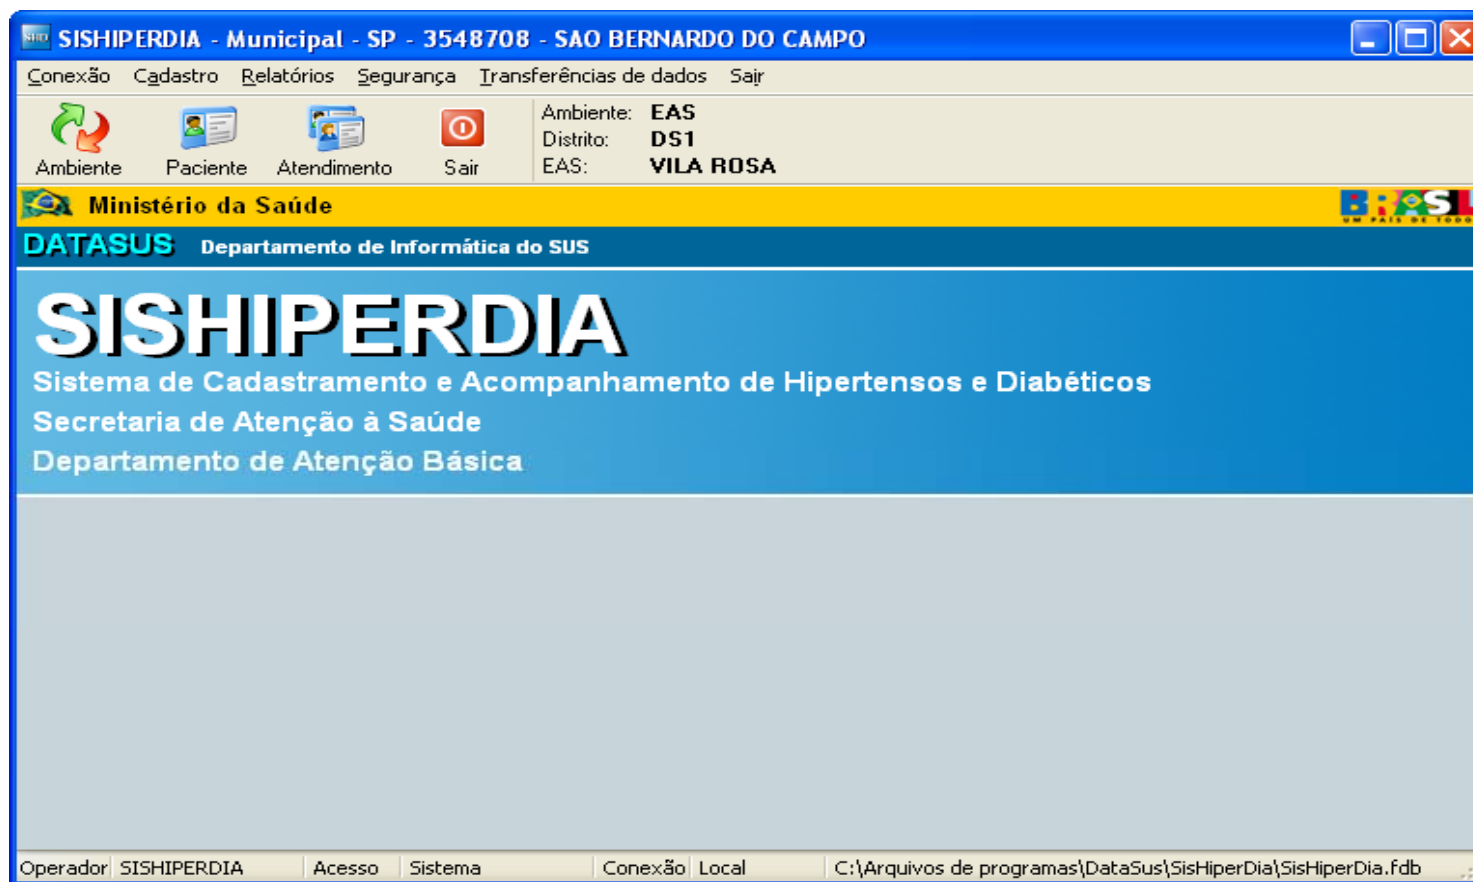 SISHIPERDIA - Municipal - SP - 3548708 - SAO BERNARDO DO CAMPO
Conexão Cadastro Relatórios Segurança Transferências de dados Sair
Ambiente Paciente Atendimento Sair
Ambiente: EAS
Distrito: DS1
EAS: VILA ROSA
Ministério da Saúde
DATASUS Departamento de Informática do SUS
SISHIPERDIA
Sistema de Cadastramento e Acompanhamento de Hipertensos e Diabéticos
Secretaria de Atenção à Saúde
Departamento de Atenção Básica
Operador SISHIPERDIA Acesso Sistema Conexão Local C:\Arquivos de programas\DataSus\SisHiperDia\SisHiperDia.fdb